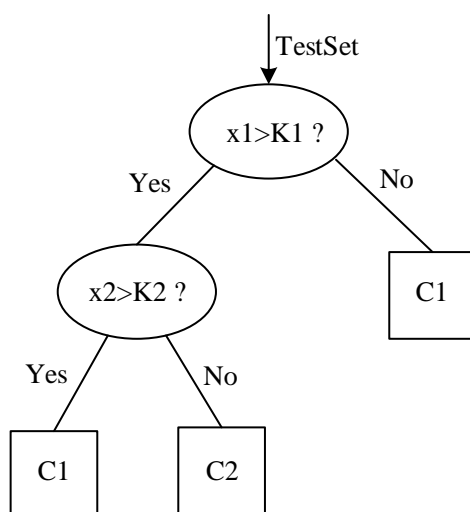 TestSet
x1>K1 ?
Yes
No
x2>K2 ?
C1
Yes
No
C1
C2